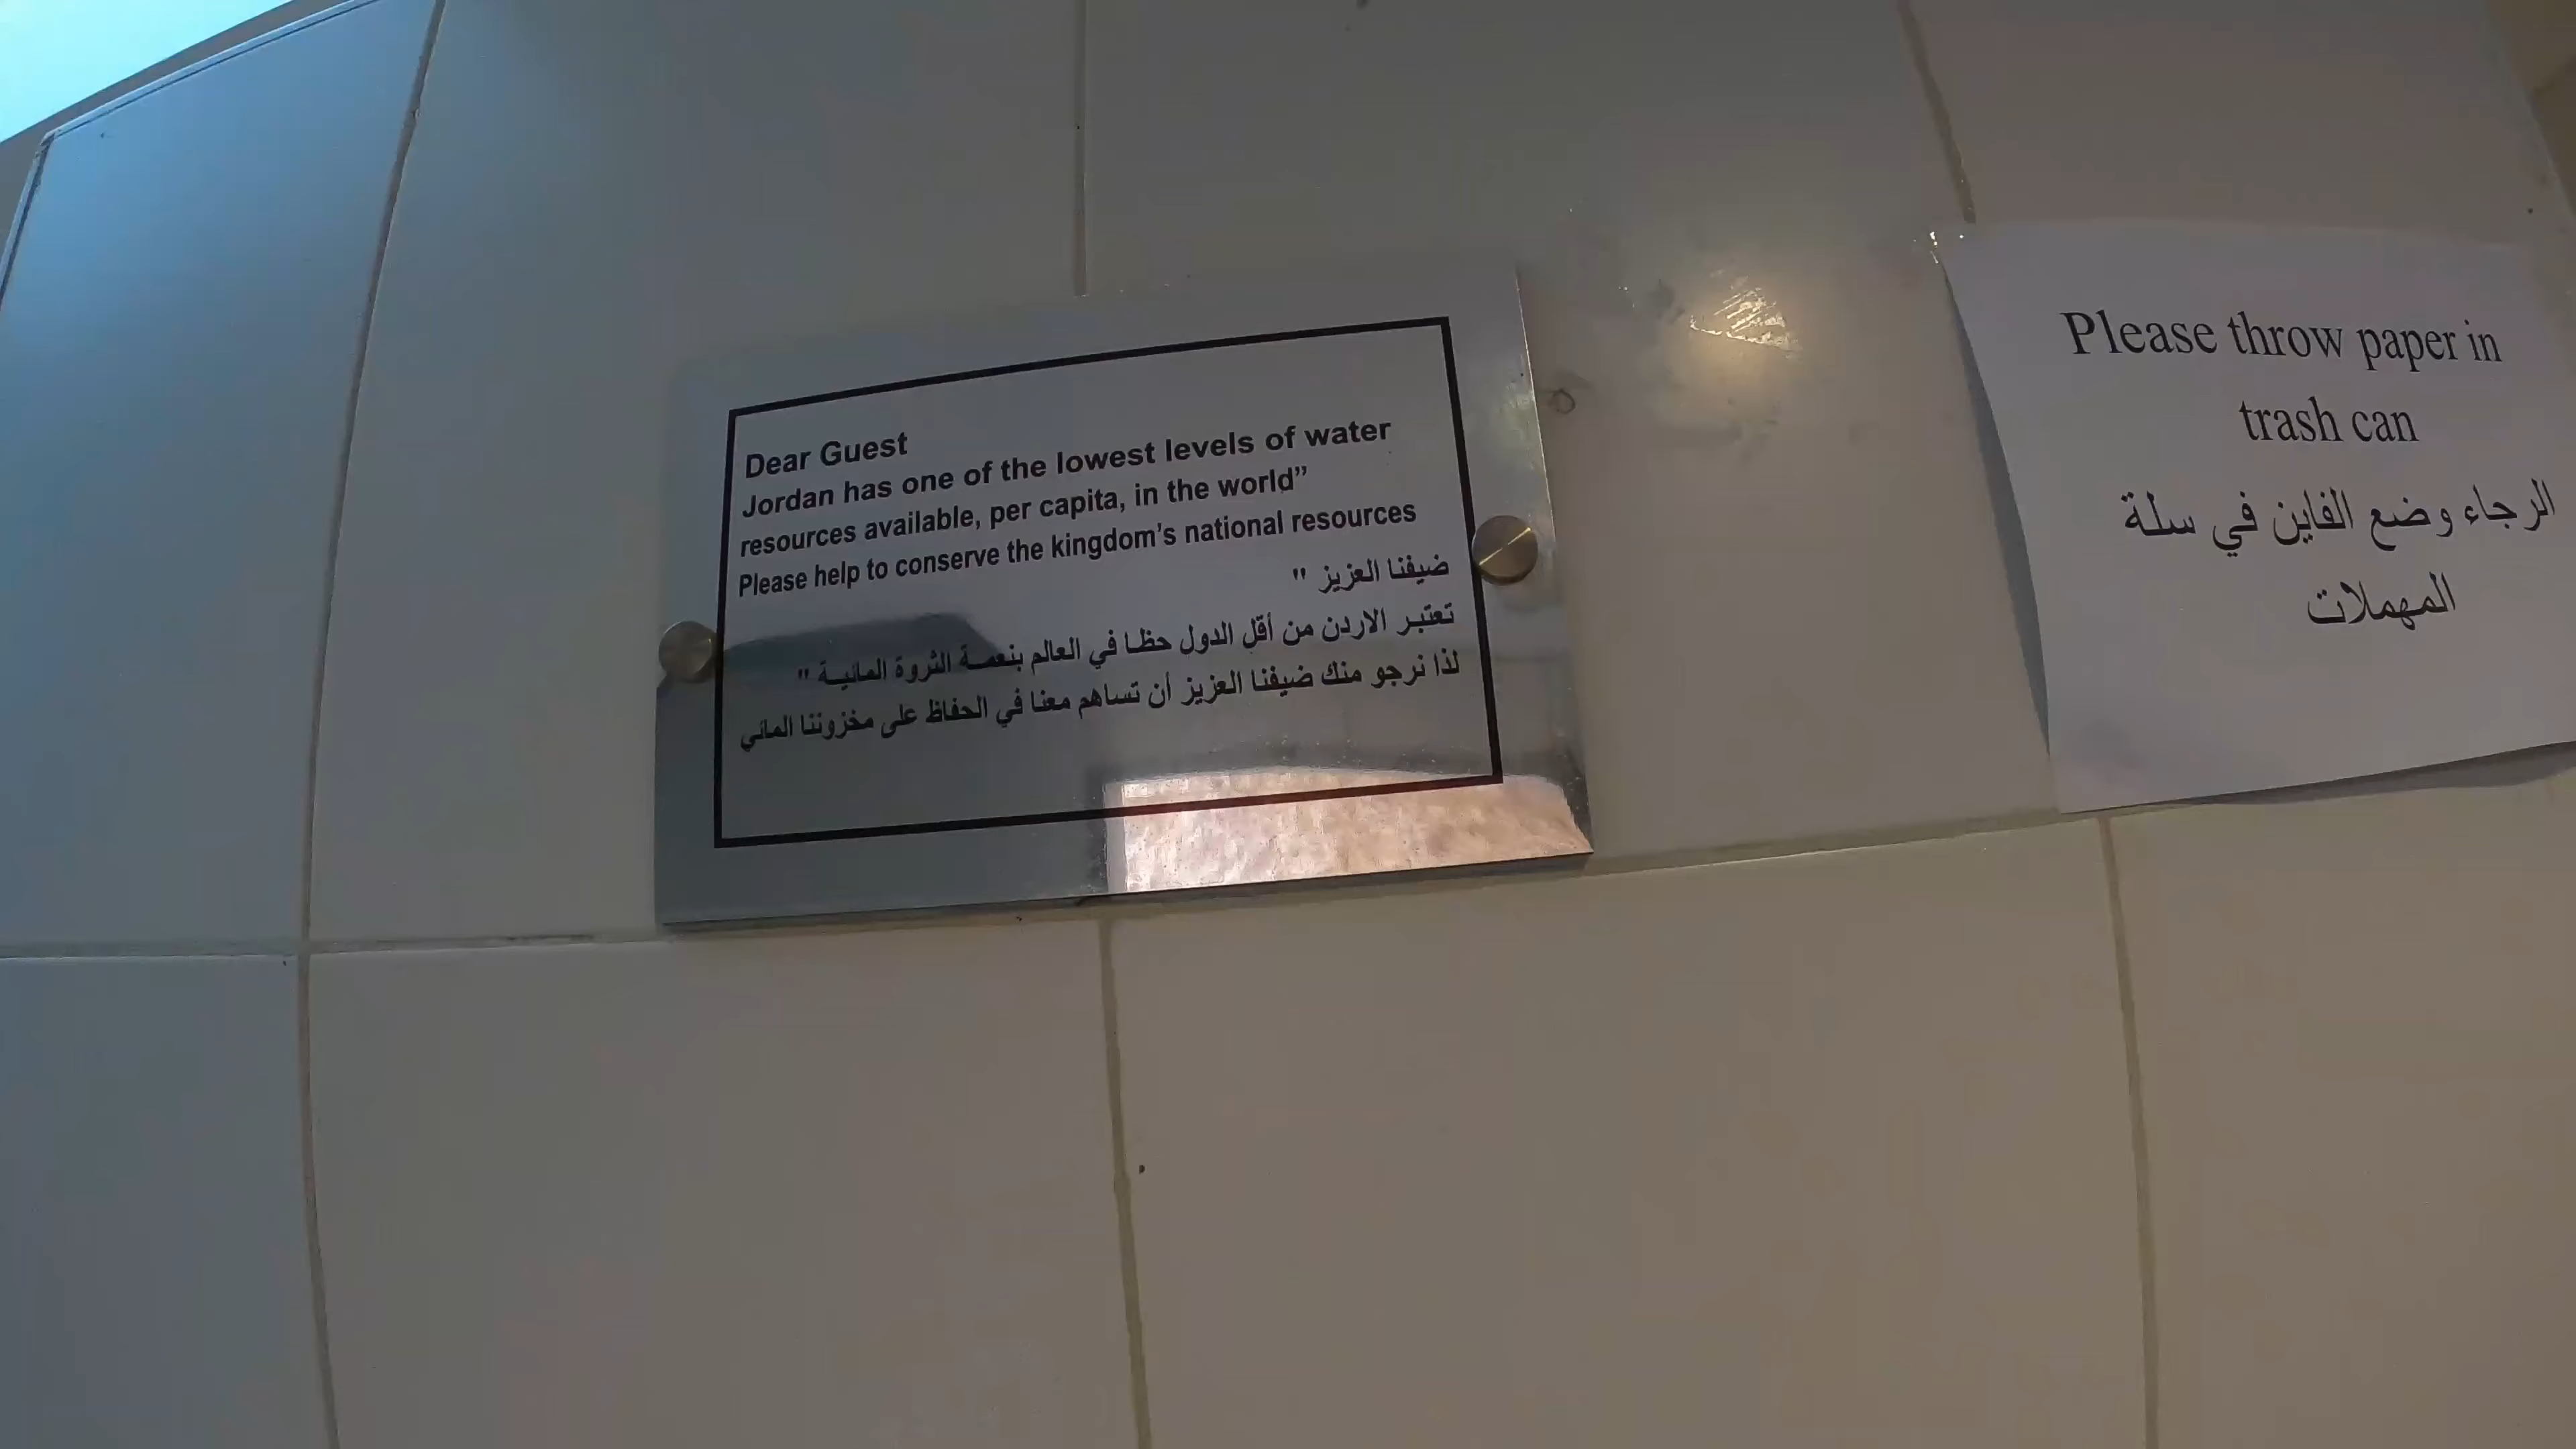 Dear Guest
Jordan has one of the lowest levels of water
resources available, per capita, in the world”
Please help to conserve the kingdom’s national resources
ضيفنا العزيز "
تعتبر الاردن من أقل الدول حظا في العالم بنعمة الثروة المائية "
لذا نرجو منك ضيفنا العزيز أن تساهم معنا في الحفاظ على مخزوننا المائي
Please throw paper in
trash can
الرجاء وضع الفاين في سلة
المهملات